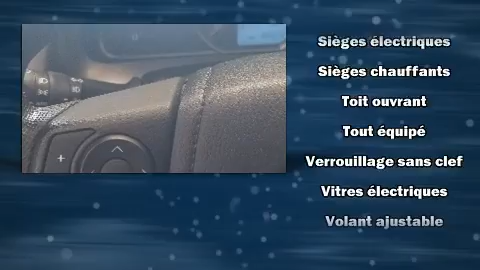 Sièges électriques
Sièges chauffants
Toit ouvrant
Tout équipé
Verrouillage sans clef
Vitres électriques
Volant ajustable
+